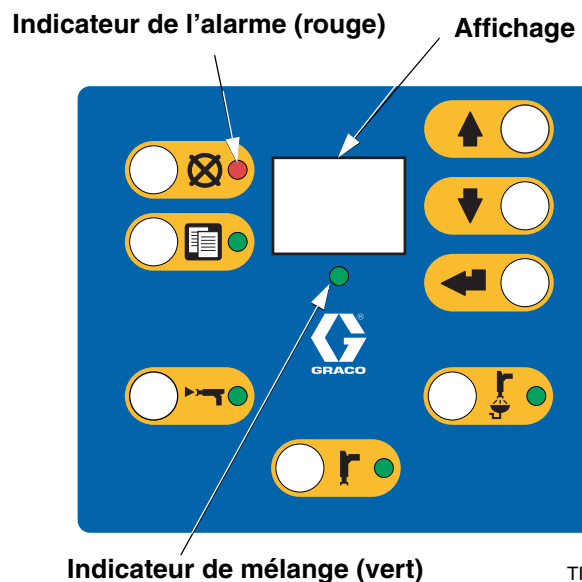 Indicateur de l'alarme (rouge)
Affichage
®
GRACO
Indicateur de mélange (vert)